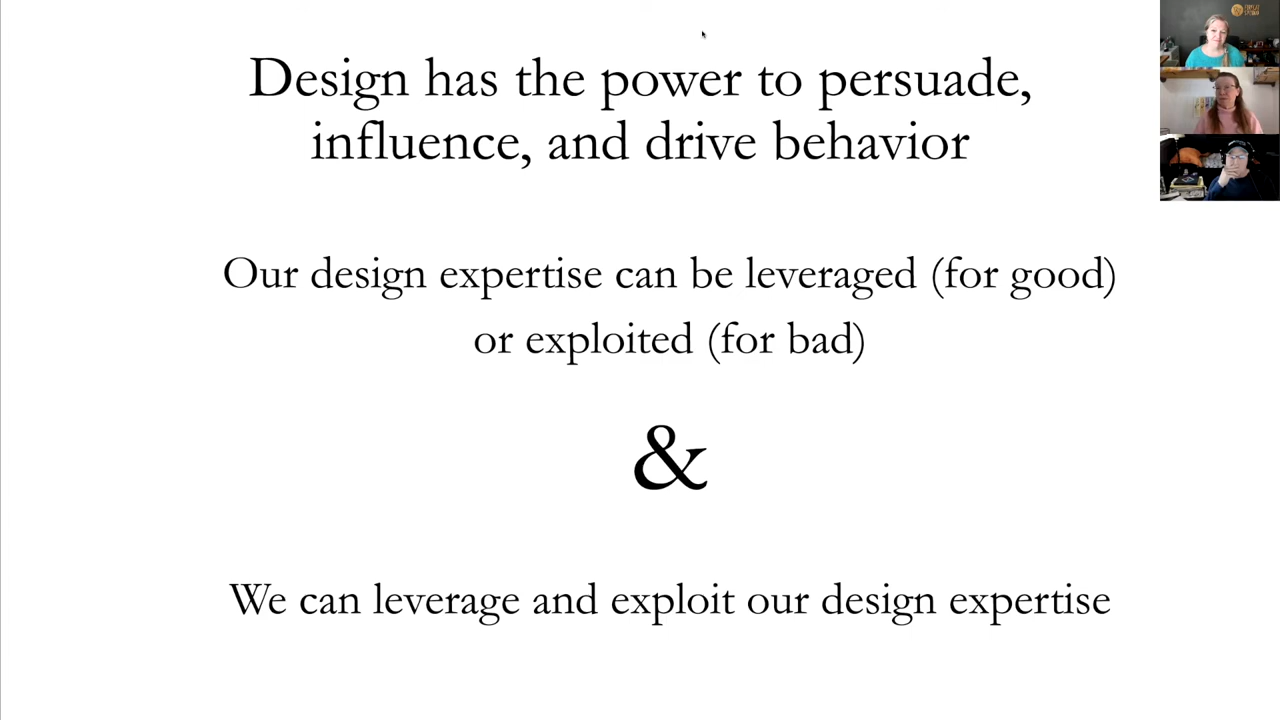 Design has the power to persuade,
influence, and drive behavior
Our design expertise can be leveraged (for good)
or exploited (for bad)
&
We can leverage and exploit our design expertise